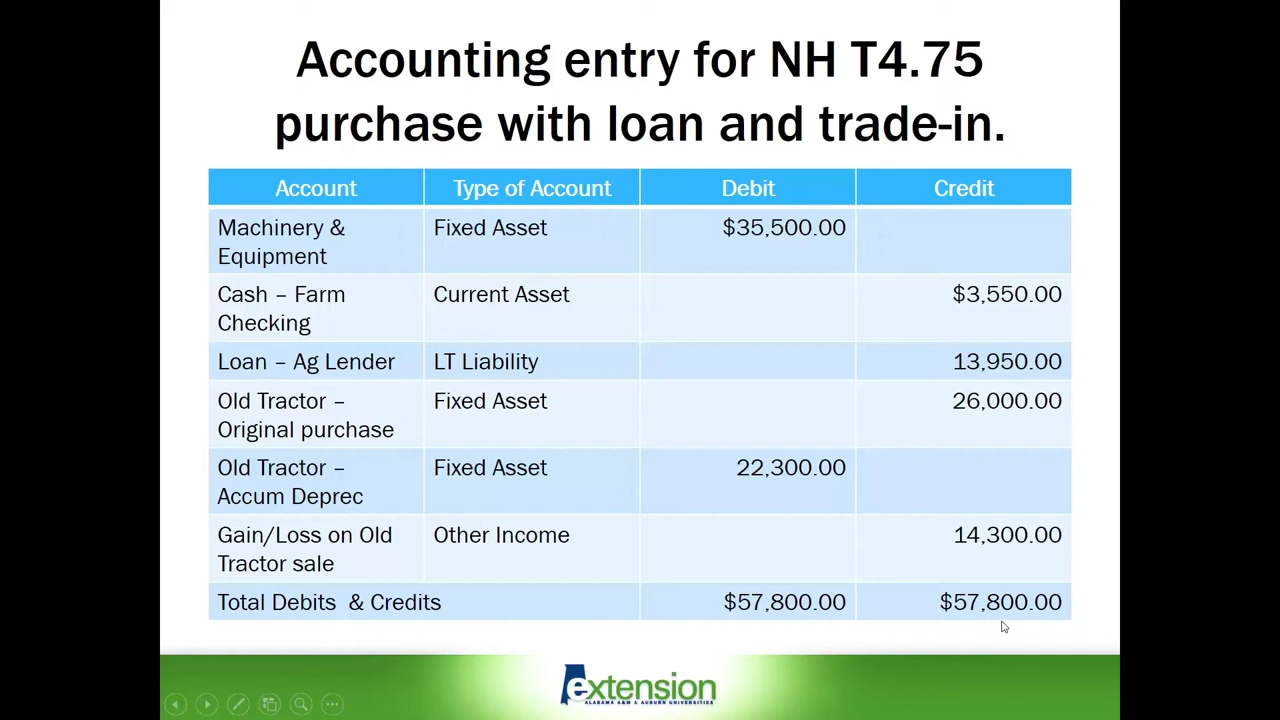 Accounting entry for NH T4.75
purchase with loan and trade-in.
Account Type of Account Debit Credit
Machinery & Equipment Fixed Asset $35,500.00
Cash – Farm Checking Current Asset $3,550.00
Loan – Ag Lender LT Liability 13,950.00
Old Tractor – Original purchase Fixed Asset 26,000.00
Old Tractor – Accum Deprec Fixed Asset 22,300.00
Gain/Loss on Old Tractor sale Other Income 14,300.00
Total Debits & Credits $57,800.00 $57,800.00
extension
ALABAMA A&M & AUBURN UNIVERSITIES